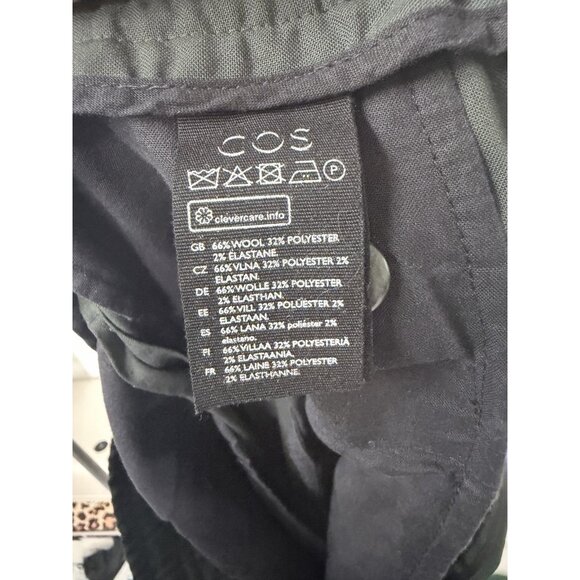 COS
P
clevercare.info
GB 66% WOOL 32% POLYESTER
2% ELASTANE.
CZ 66% VLNA 32% POLYESTER 2%
ELASTAN.
DE 66% WOLLE 32% POLYESTER
2% ELASTHAN.
EE 66% VILL 32% POLÜESTER 2%
ELASTAAN.
ES 66% LANA 32% poliéster 2%
elastano.
FI 66% VILLAA 32% POLYESTERIÄ
2% ELASTAANIA.
FR 66% LAINE 32% POLYESTER
2% ELASTHANNE.